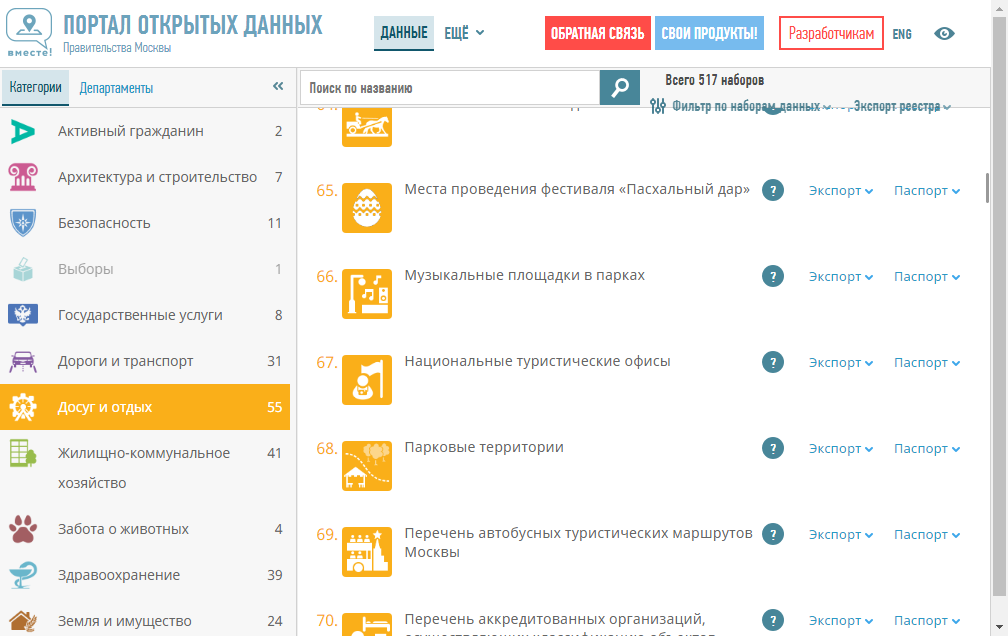 ПОРТАЛ ОТКРЫТЫХ ДАННЫХ
Правительства Москвы
вместе!
ДАННЫЕ
ЕЩЁ
ОБРАТНАЯ СВЯЗЬ
СВОИ ПРОДУКТЫ!
Разработчикам
ENG
Категории
Департаменты
«
Поиск по названию
Всего 517 наборов
Фильтр по наборам данных
Экспорт реестра
Активный гражданин 2
Архитектура и строительство 7
Безопасность 11
Выборы 1
Государственные услуги 8
Дороги и транспорт 31
Досуг и отдых 55
Жилищно-коммунальное 41
хозяйство
Забота о животных 4
Здравоохранение 39
Земля и имущество 24
65. Места проведения фестиваля «Пасхальный дар» ? Экспорт Паспорт
66. Музыкальные площадки в парках ? Экспорт Паспорт
67. Национальные туристические офисы ? Экспорт Паспорт
68. Парковые территории ? Экспорт Паспорт
69. Перечень автобусных туристических маршрутов ? Экспорт Паспорт
Москвы
70. Перечень аккредитованных организаций, ? Экспорт Паспорт